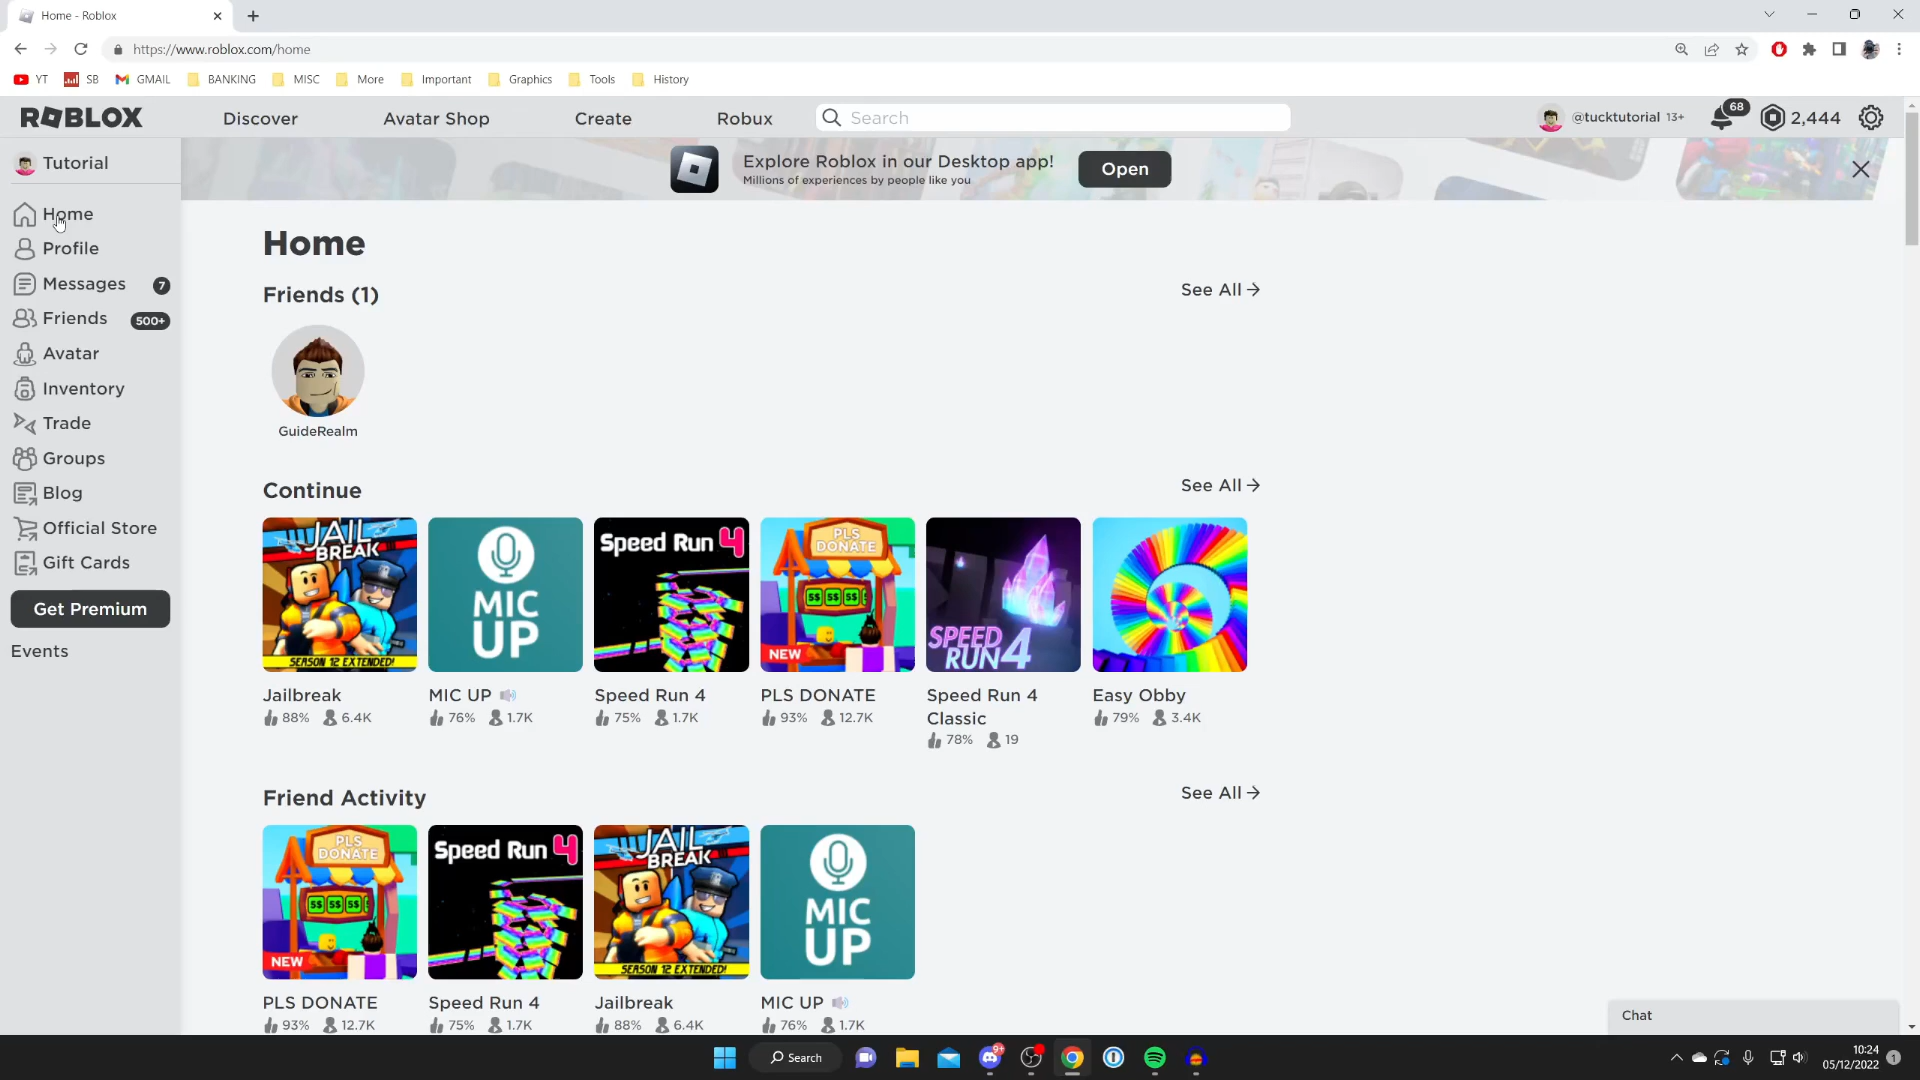 Home - Roblox
https://www.roblox.com/home
YT SB GMAIL BANKING MISC More Important Graphics Tools History
ROBLOX Discover Avatar Shop Create Robux Search @tucktutorial 13+ 68 2,444
Tutorial
Home
Profile
Messages 7
Friends 500+
Avatar
Inventory
Trade
Groups
Blog
Official Store
Gift Cards
Get Premium
Events
Explore Roblox in our Desktop app!
Millions of experiences by people like you
Open
Home
Friends (1) See All
GuideRealm
Continue See All
JAIL
BREAK
SEASON 12 EXTENDED!
MIC
UP
Speed Run 4
PLS
DONATE
5$ 5$ 5$
NEW
SPEED
RUN 4
Jailbreak
88% 6.4K
MIC UP
76% 1.7K
Speed Run 4
75% 1.7K
PLS DONATE
93% 12.7K
Speed Run 4
Classic
78% 19
Easy Obby
79% 3.4K
Friend Activity See All
PLS
DONATE
5$ 5$ 5$
NEW
Speed Run 4
JAIL
BREAK
SEASON 12 EXTENDED!
MIC
UP
PLS DONATE
93% 12.7K
Speed Run 4
75% 1.7K
Jailbreak
88% 6.4K
MIC UP
76% 1.7K
Chat
Search
9+
10:24
05/12/2022
1